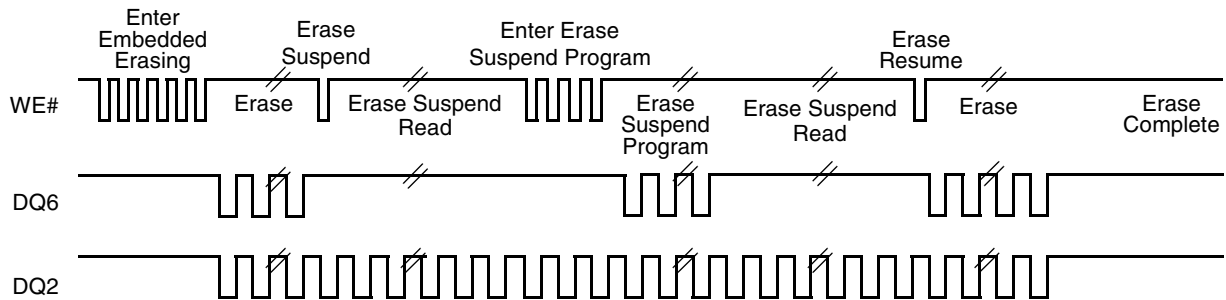 Enter
Embedded
Erasing
Erase
Suspend
Enter Erase
Suspend Program
Erase
Resume
WE#
Erase
Erase Suspend
Read
Erase
Suspend
Program
Erase Suspend
Read
Erase
Erase
Complete
DQ6
DQ2